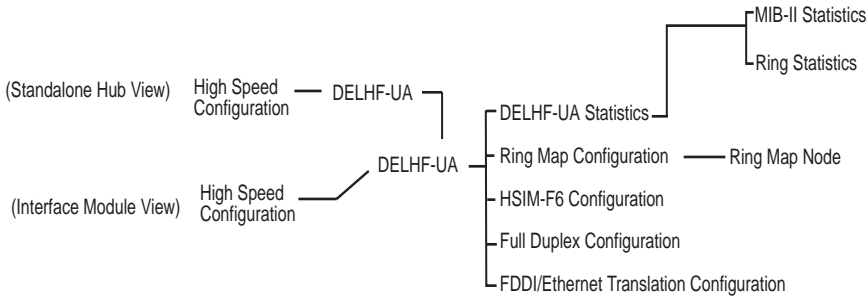 MIB-II Statistics
Ring Statistics
(Standalone Hub View)
High Speed
Configuration
DELHF-UA
DELHF-UA Statistics
Ring Map Configuration
Ring Map Node
DELHF-UA
HSIM-F6 Configuration
(Interface Module View)
High Speed
Configuration
Full Duplex Configuration
FDDI/Ethernet Translation Configuration